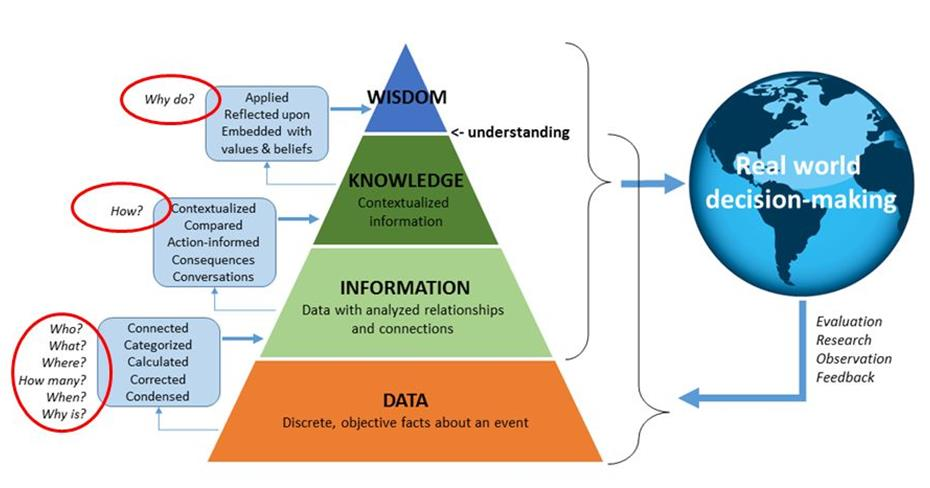 Why do?
Applied
Reflected upon
Embedded with
values & beliefs
WISDOM
<- understanding
How?
Contextualized
Compared
Action-informed
Consequences
Conversations
KNOWLEDGE
Contextualized
information
Who?
What?
Where?
How many?
When?
Why is?
Connected
Categorized
Calculated
Corrected
Condensed
INFORMATION
Data with analyzed relationships
and connections
DATA
Discrete, objective facts about an event
Real world
decision-making
Evaluation
Research
Observation
Feedback